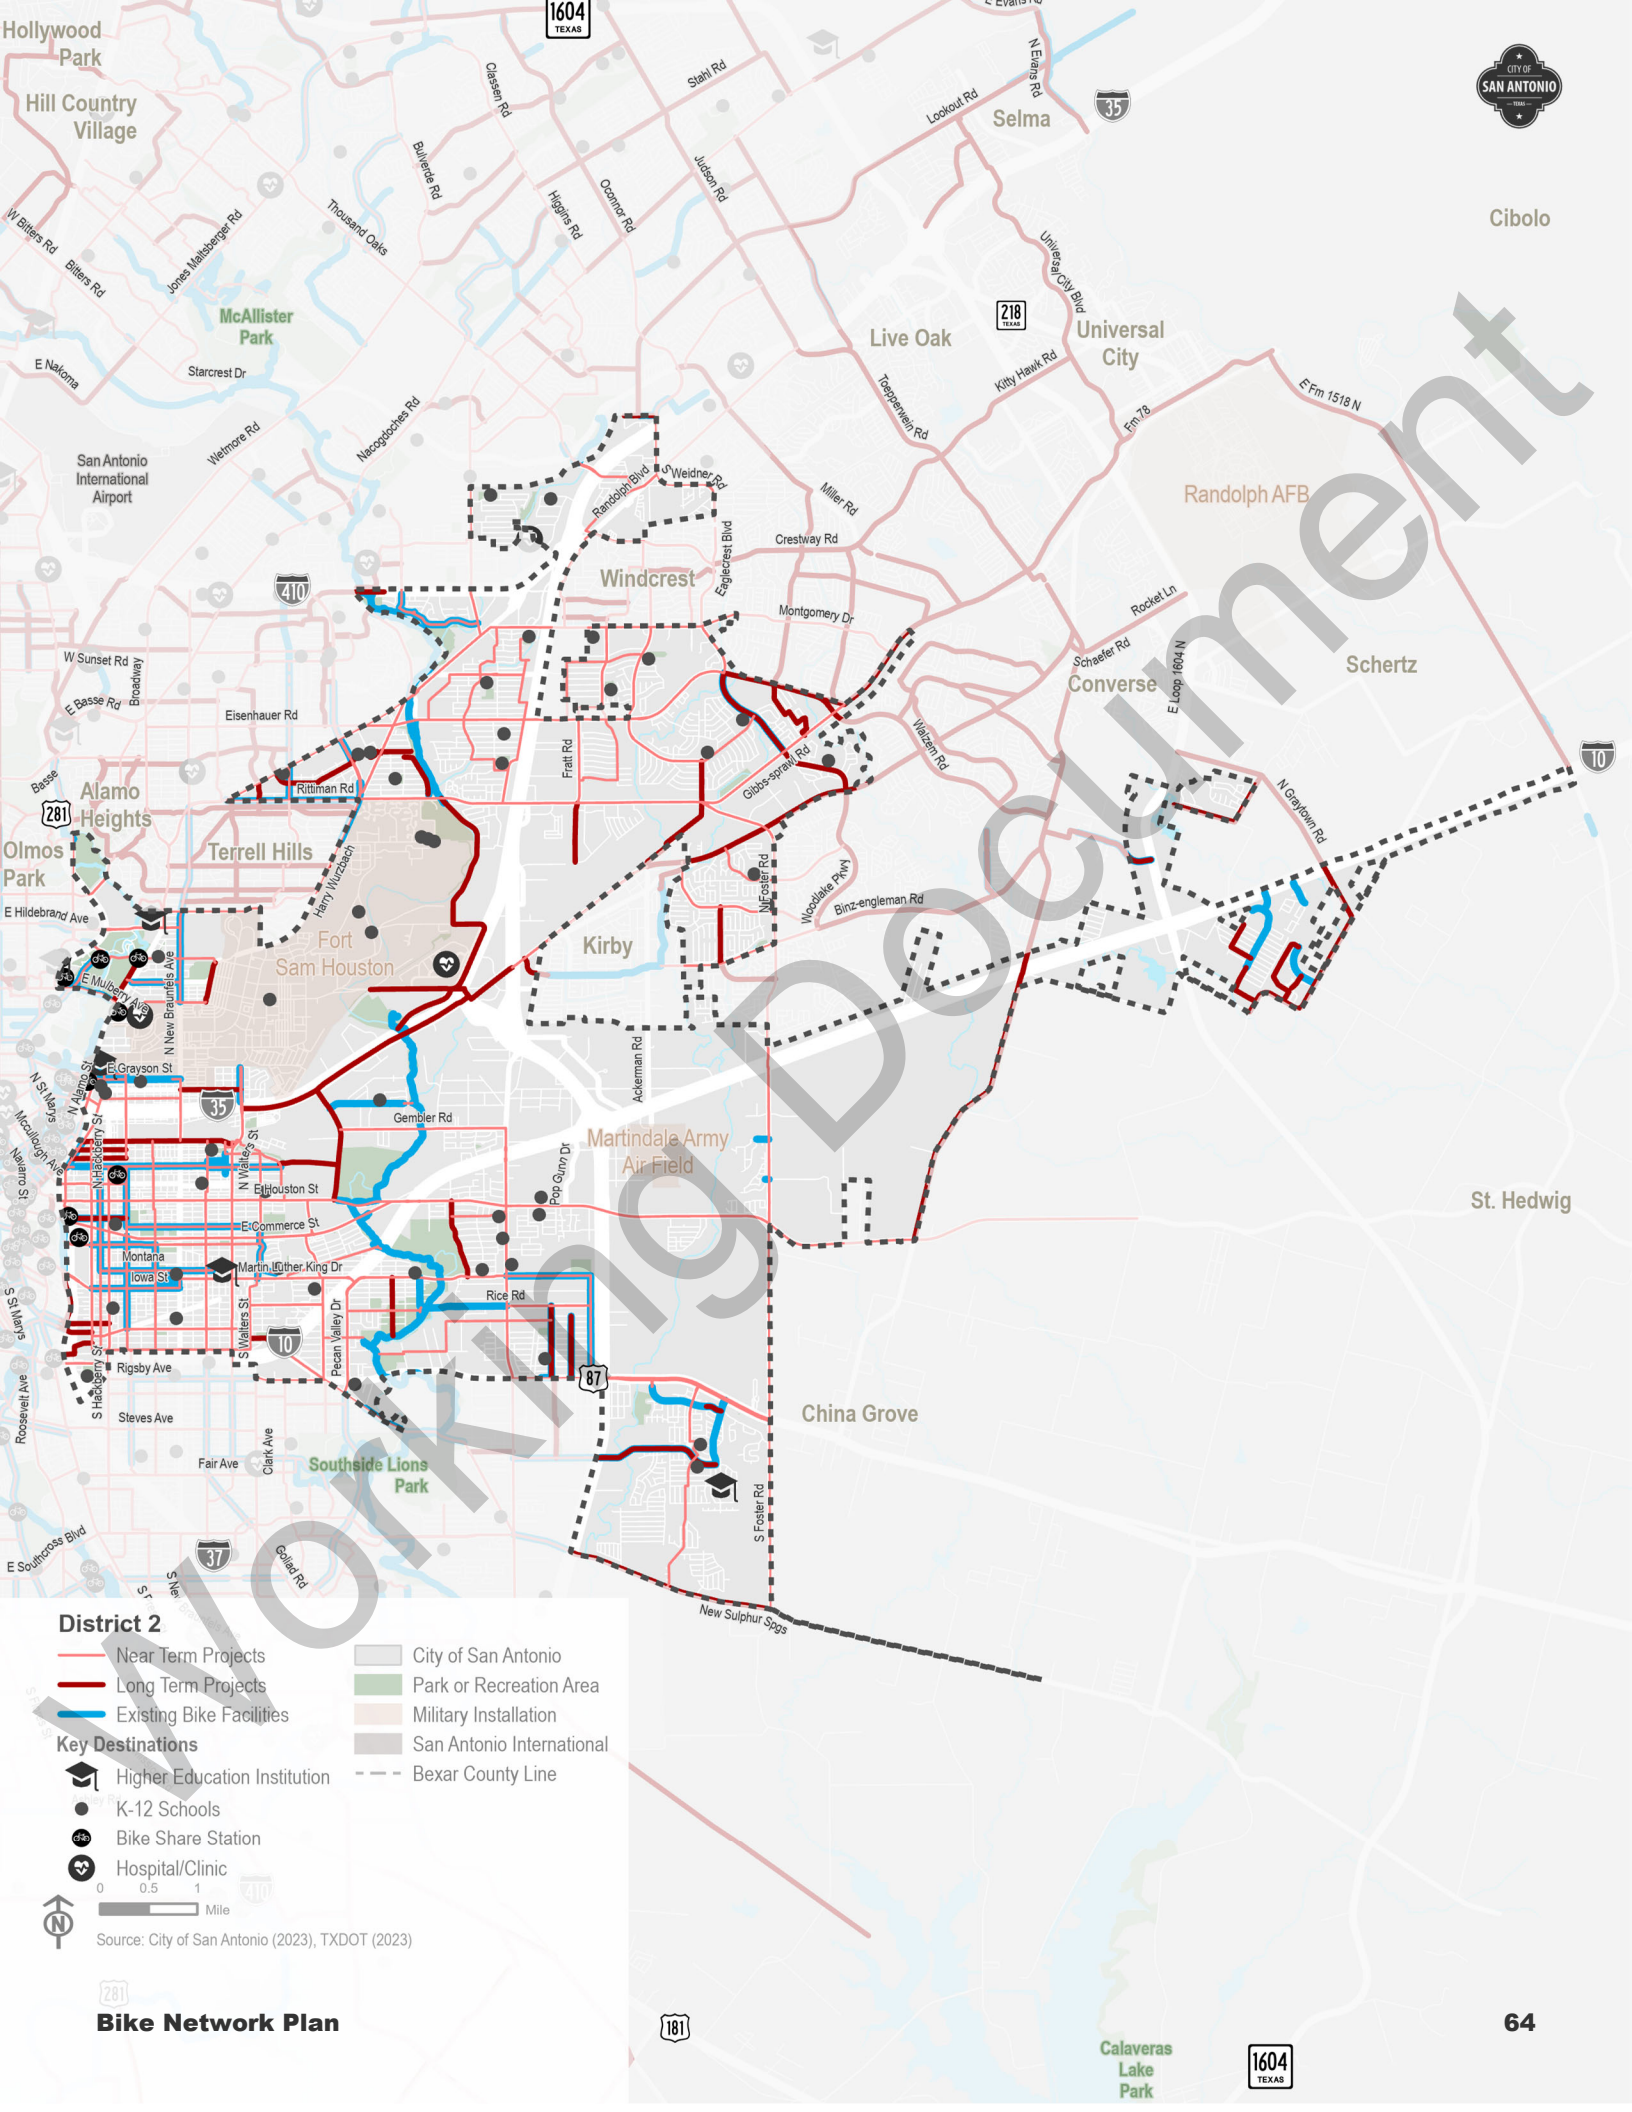 1604
TEXAS
E Evans Rd
Hollywood
Park
Hill Country
Village
Classen Rd
Stahl Rd
N Evans Rd
Lookout Rd
Selma
35
CITY OF
SAN ANTONIO
TEXAS
Bulverde Rd
Judson Rd
Higgins Rd
Oconnor Rd
Thousand Oaks
W Bitters Rd
Bitters Rd
Jones Maltsberger Rd
Cibolo
Universal City Blvd
McAllister
Park
218
TEXAS
Live Oak
Universal
City
E Nakoma
Starcrest Dr
Kitty Hawk Rd
Toepperwein Rd
E Fm 1518 N
Fm 78
Nacogdoches Rd
Wetmore Rd
San Antonio
International
Airport
Randolph Blvd
S Weidner Rd
Miller Rd
Randolph AFB
Crestway Rd
Eaglecrest Blvd
410
Windcrest
Montgomery Dr
Rocket Ln
W Sunset Rd
Broadway
E Basse Rd
Schaefer Rd
Converse
E Loop 1604 N
Schertz
Eisenhauer Rd
Walzem Rd
Fratt Rd
Gibbs-sprawl Rd
10
Basse
Alamo
Heights
281
Rittiman Rd
N Graytown Rd
Olmos
Park
Terrell Hills
Harry Wurzbach
N Foster Rd
Woodlake Pkwy
Binz-engleman Rd
E Hildebrand Ave
Fort
Sam Houston
Kirby
E Mulberry Ave
N New Braunfels Ave
Ackerman Rd
E Grayson St
N Alamo St
N St Marys
35
Gembler Rd
Mccullough Ave
Navarro St
N Hackberry St
N Walters St
Martindale Army
Air Field
Pop Gunn Dr
E Houston St
St. Hedwig
E Commerce St
Montana
Iowa St
Martin Luther King Dr
Rice Rd
S St Marys
S Walters St
Pecan Valley Dr
10
Rigsby Ave
87
S Hackberry St
Roosevelt Ave
Steves Ave
China Grove
Clark Ave
Fair Ave
Southside Lions
Park
S Foster Rd
E Southcross Blvd
37
Goliad Rd
New Sulphur Spgs
District 2
Near Term Projects
Long Term Projects
Existing Bike Facilities
Key Destinations
Higher Education Institution
K-12 Schools
Bike Share Station
Hospital/Clinic
City of San Antonio
Park or Recreation Area
Military Installation
San Antonio International
Bexar County Line
0 0.5 1
Mile
N
410
Source: City of San Antonio (2023), TXDOT (2023)
281
Bike Network Plan
181
64
Calaveras
Lake
Park
1604
TEXAS
Working Document